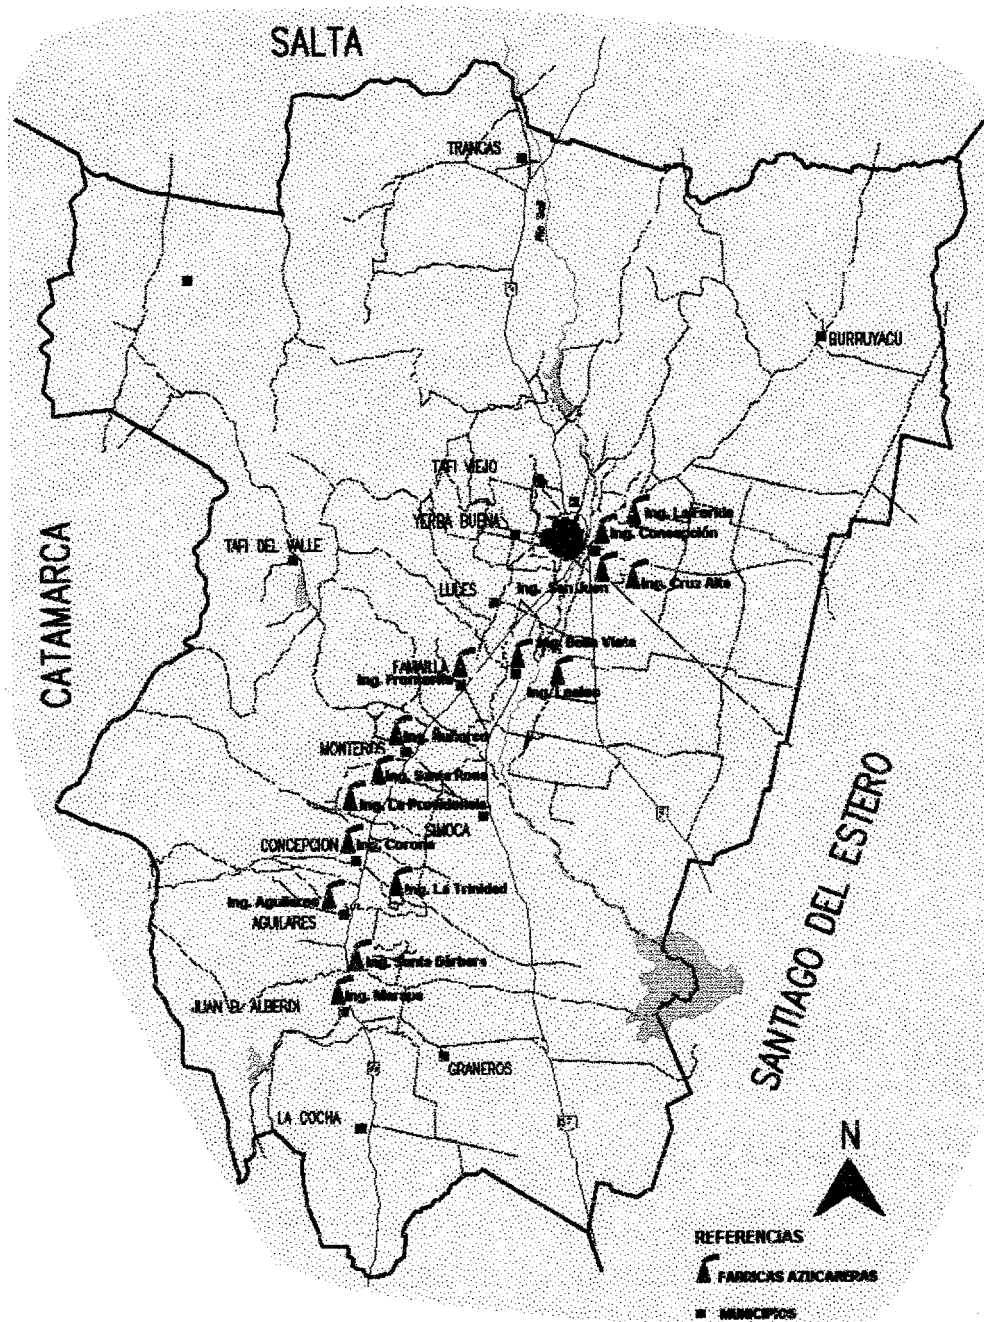 SALTA
TRANCAS
Río Salí
9
BURRUYACU
TAFI VIEJO
Ing. La Florida
YERBA BUENA
Ing. Concepción
CATAMARCA
TAFI DEL VALLE
Ing. San Juan
Ing. Cruz Alta
LULES
Ing. Bella Vista
FAMAILLA
Ing. Fronterita
Ing. Leales
Ing. Ñuñorco
MONTEROS
Ing. Santa Rosa
Ing. La Providencia
SIMOCA
CONCEPCION
Ing. Corona
Ing. La Trinidad
Ing. Aguilares
AGUILARES
SANTIAGO DEL ESTERO
Ing. Santa Bárbara
Ing. Marapa
JUAN B. ALBERDI
GRANEROS
LA COCHA
N
REFERENCIAS
FABRICAS AZUCARERAS
MUNICIPIOS